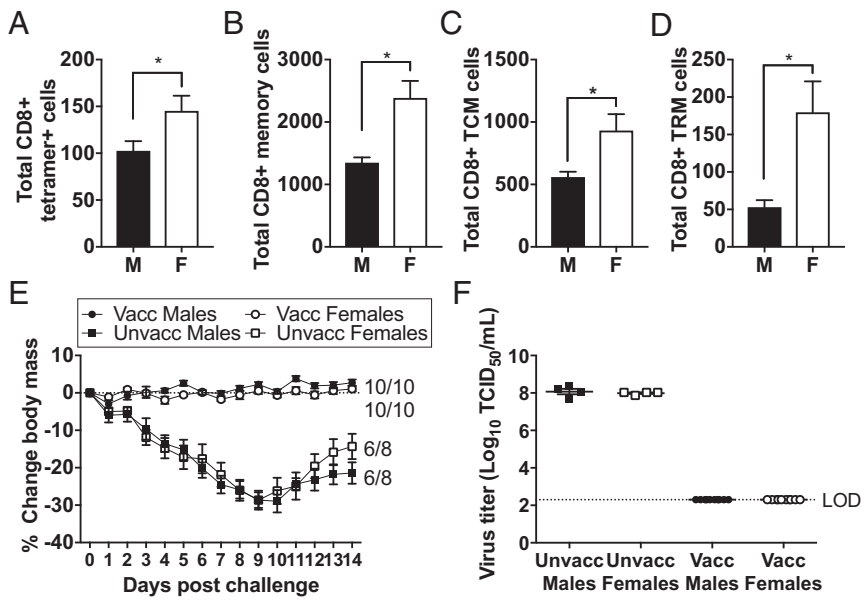 A
Total CD8+
tetramer+ cells
200
150
100
50
0
*
M
F
B
Total CD8+ memory cells
3000
2000
1000
0
*
M
F
C
Total CD8+ TCM cells
1500
1000
500
0
*
M
F
D
Total CD8+ TRM cells
250
200
150
100
50
0
*
M
F
E
Vacc Males
Vacc Females
Unvacc Males
Unvacc Females
% Change body mass
10
0
-10
-20
-30
-40
10/10
10/10
6/8
6/8
0 1 2 3 4 5 6 7 8 9 10 11 12 13 14
Days post challenge
F
Virus titer (Log10 TCID50/mL)
10
8
6
4
2
0
LOD
Unvacc Unvacc Vacc Vacc
Males Females Males Females